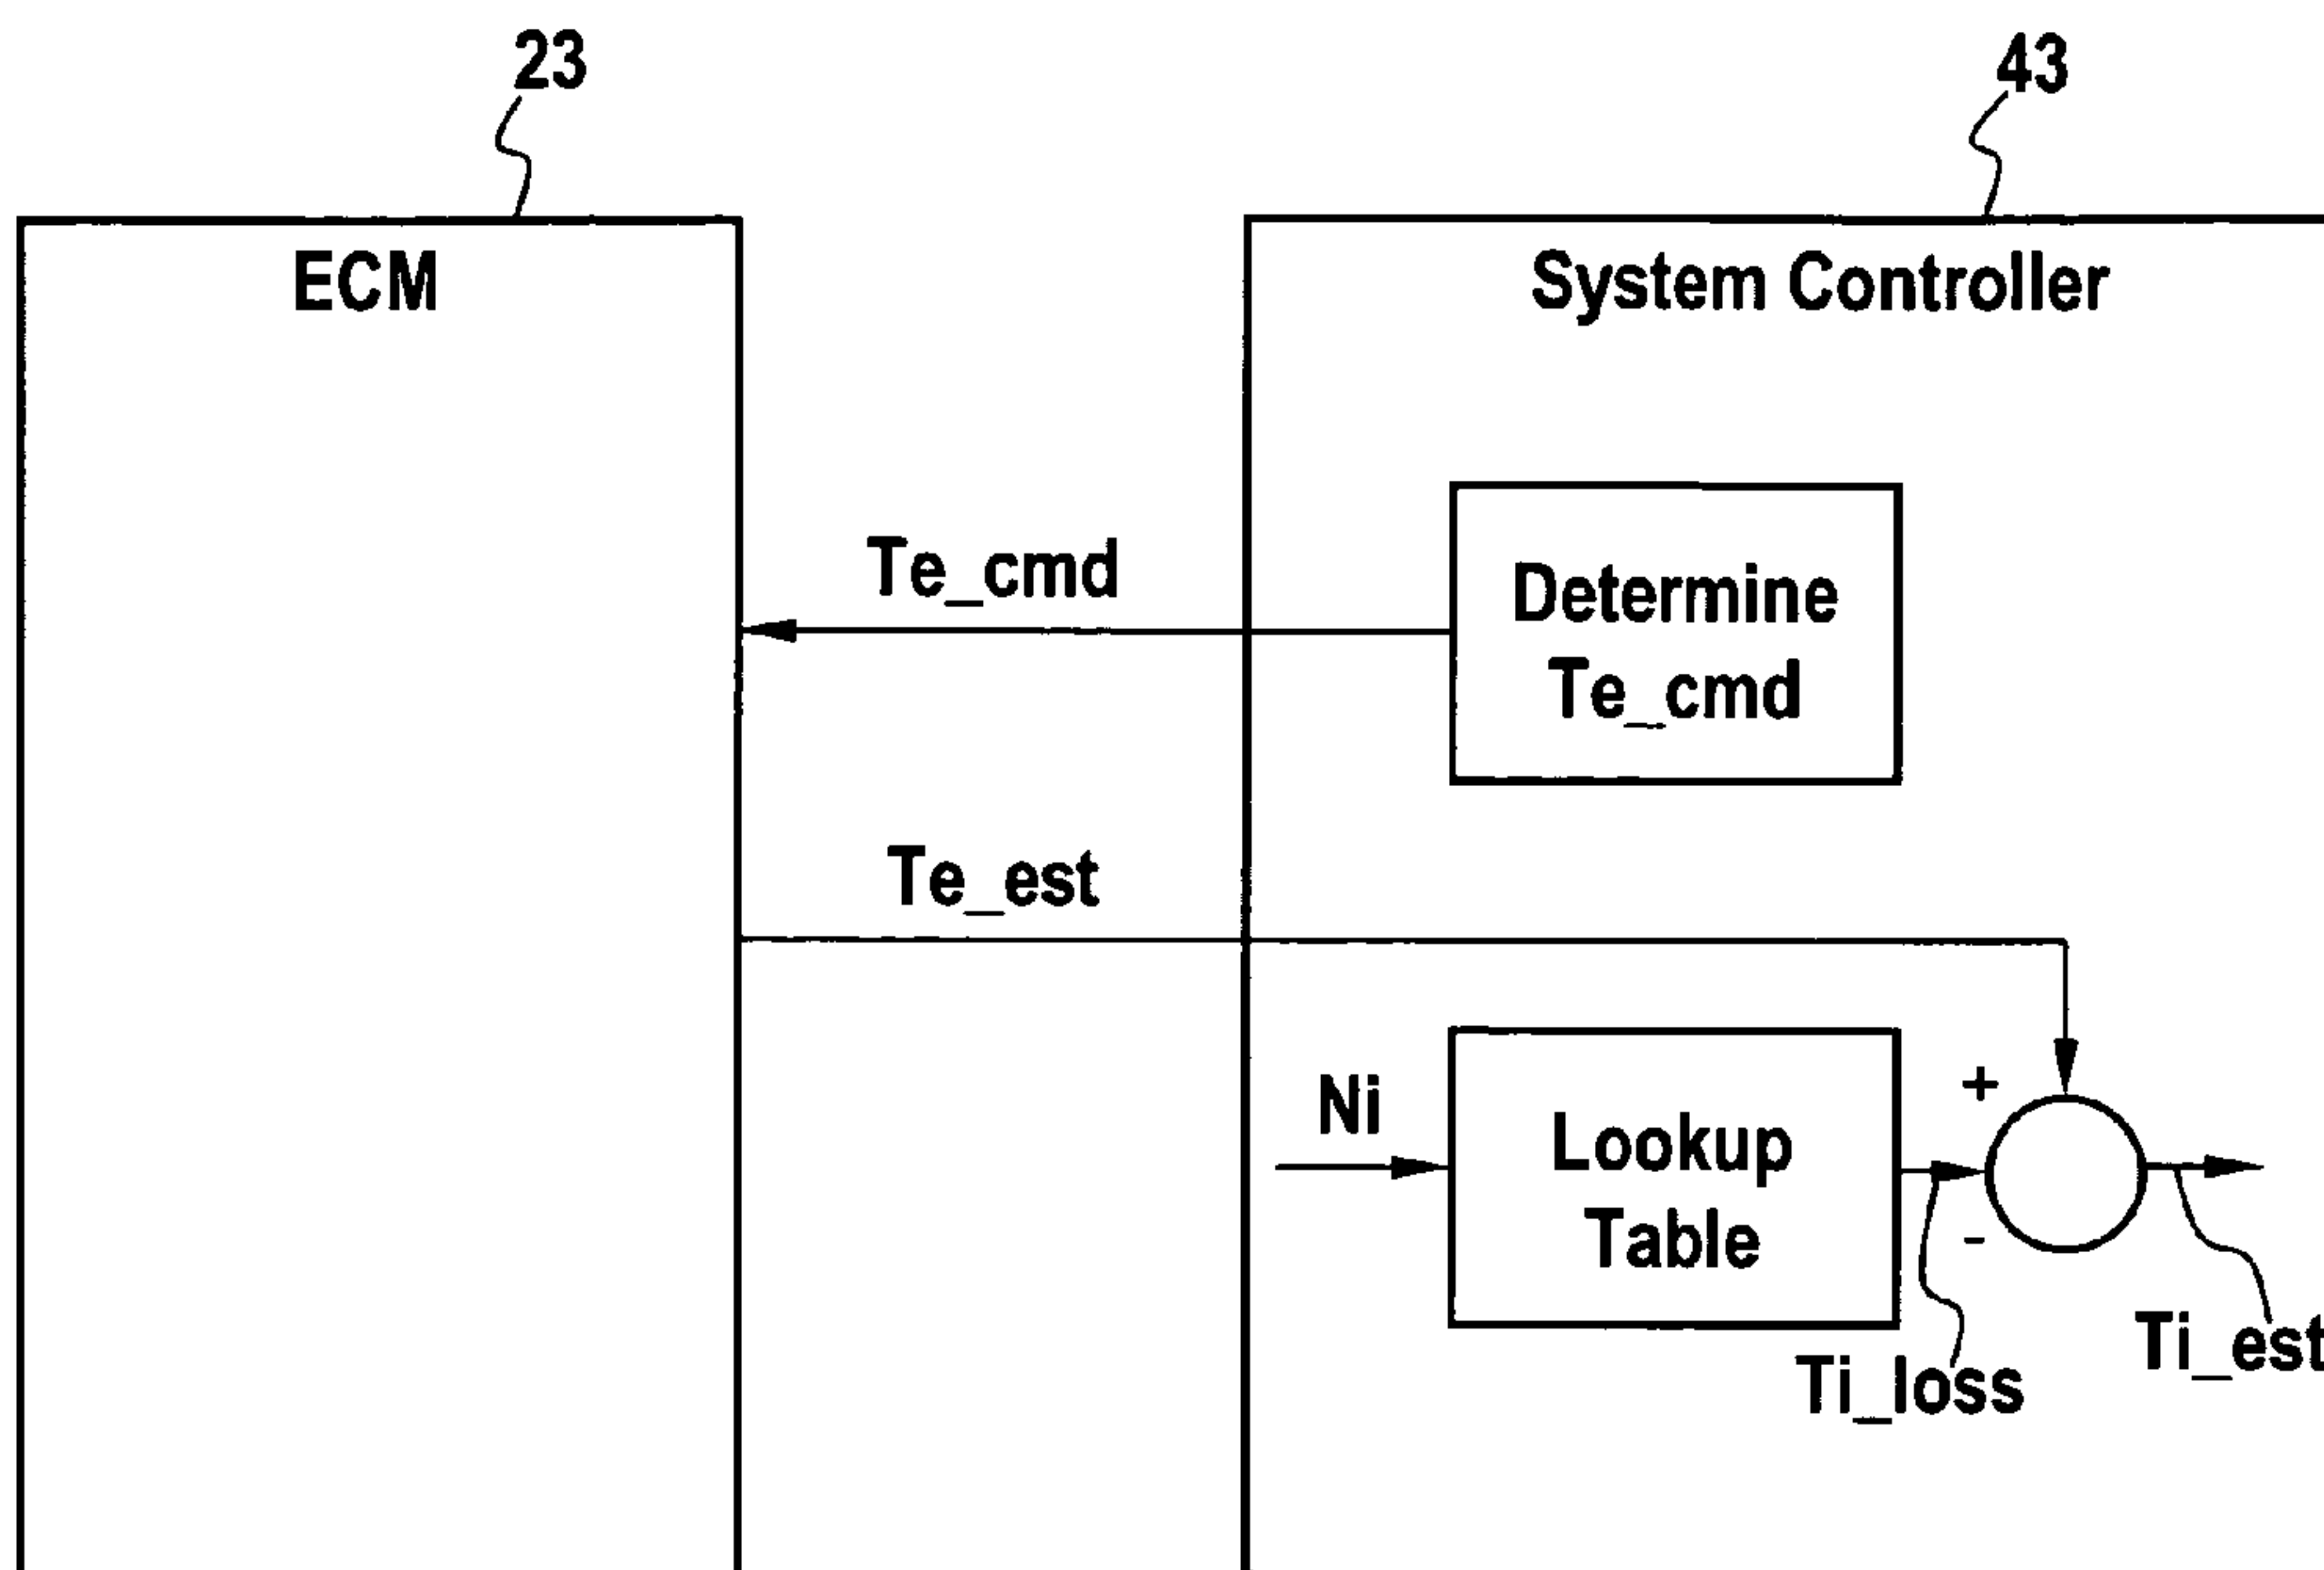 23
43
ECM
System Controller
Te_cmd
Determine
Te_cmd
Te_est
Ni
Lookup
Table
+
-
Ti_loss
Ti_est